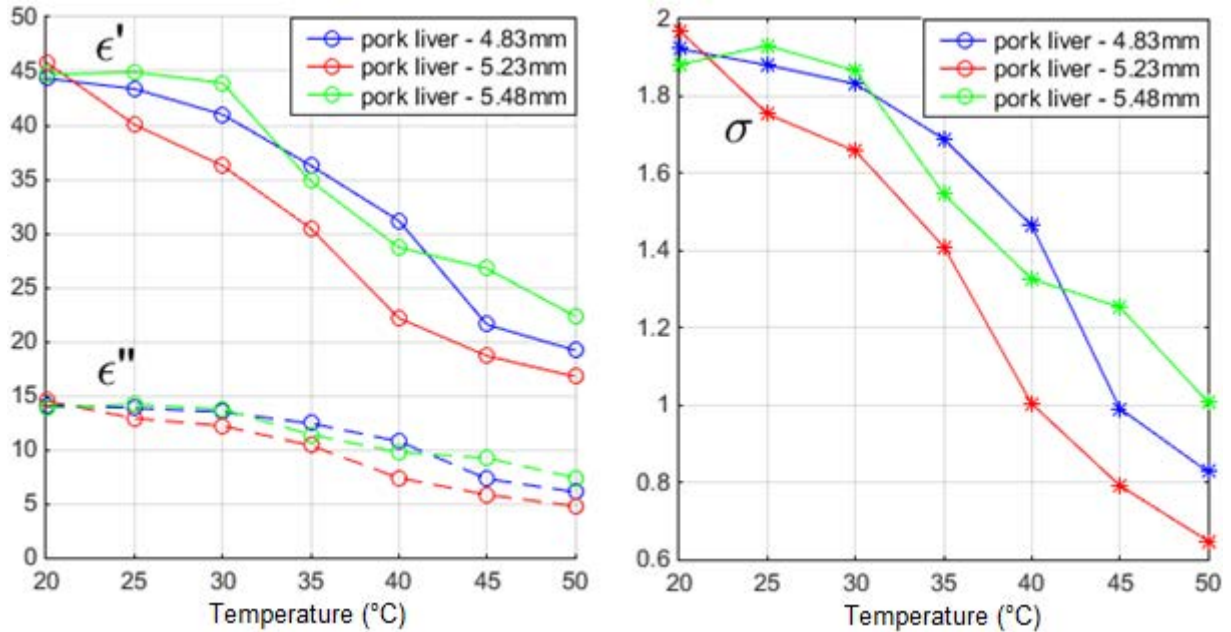 50
45
40
35
30
25
20
15
10
5
0
ϵ'
ϵ''
pork liver - 4.83mm
pork liver - 5.23mm
pork liver - 5.48mm
20 25 30 35 40 45 50
Temperature (°C)
2
1.8
1.6
1.4
1.2
1
0.8
0.6
σ
pork liver - 4.83mm
pork liver - 5.23mm
pork liver - 5.48mm
20 25 30 35 40 45 50
Temperature (°C)